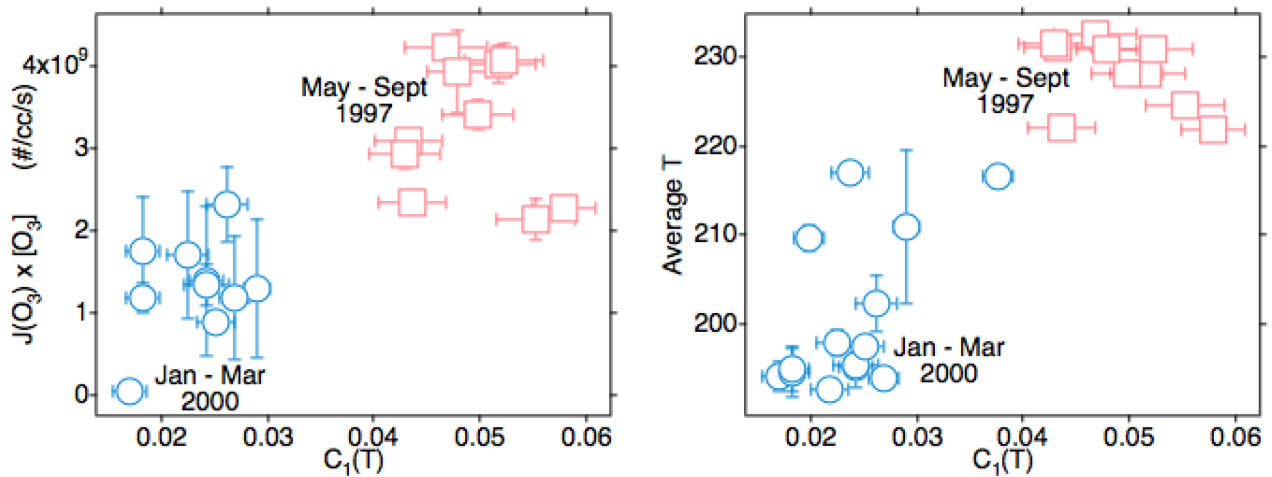 J(O₃) x [O₃] (#/cc/s)
4x10⁹
3
2
1
0
May - Sept
1997
Jan - Mar
2000
0.02 0.03 0.04 0.05 0.06
C₁(T)
Average T
230
220
210
200
May - Sept
1997
Jan - Mar
2000
0.02 0.03 0.04 0.05 0.06
C₁(T)